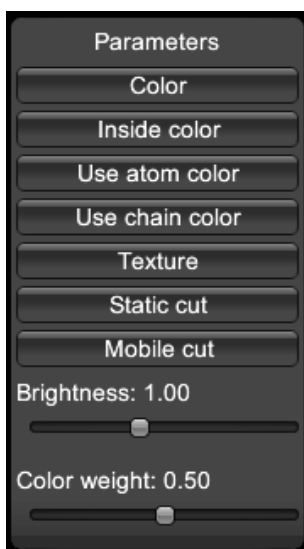 Parameters
Color
Inside color
Use atom color
Use chain color
Texture
Static cut
Mobile cut
Brightness: 1.00
Color weight: 0.50